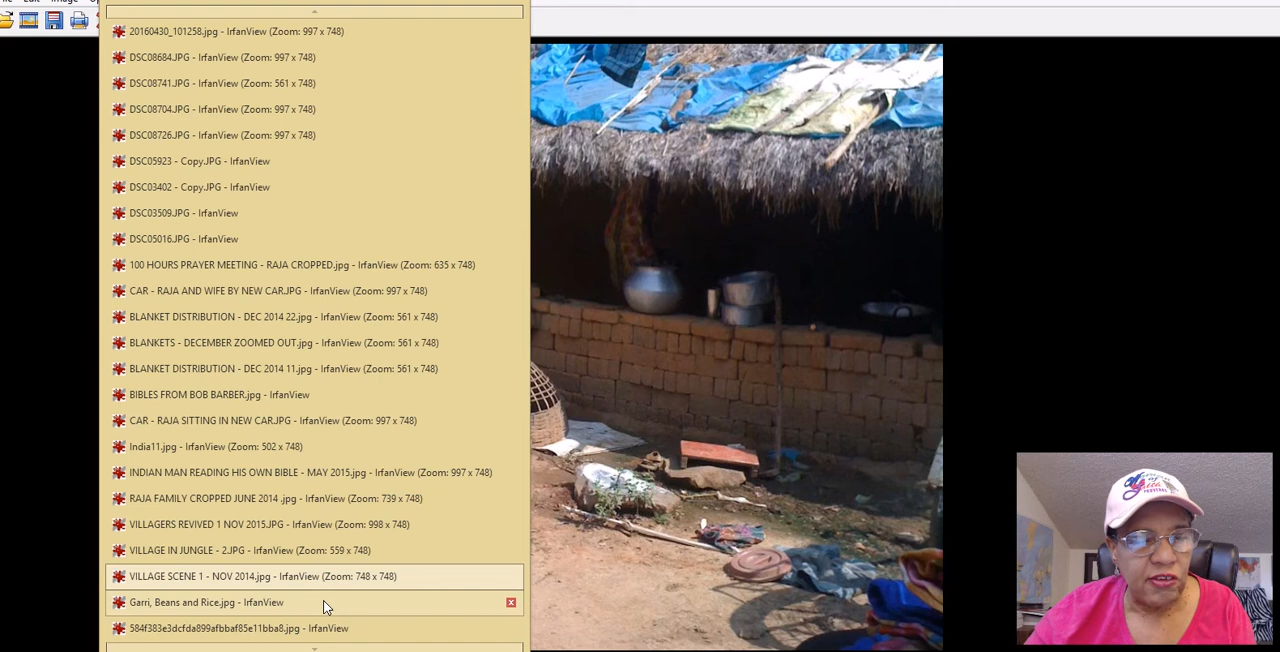 20160430_101258.jpg - IrfanView (Zoom: 997 x 748)
DSC08684.JPG - IrfanView (Zoom: 997 x 748)
DSC08741.JPG - IrfanView (Zoom: 561 x 748)
DSC08704.JPG - IrfanView (Zoom: 997 x 748)
DSC08726.JPG - IrfanView (Zoom: 997 x 748)
DSC05923 - Copy.JPG - IrfanView
DSC03402 - Copy.JPG - IrfanView
DSC03509.JPG - IrfanView
DSC05016.JPG - IrfanView
100 HOURS PRAYER MEETING - RAJA CROPPED.jpg - IrfanView (Zoom: 635 x 748)
CAR - RAJA AND WIFE BY NEW CAR.JPG - IrfanView (Zoom: 997 x 748)
BLANKET DISTRIBUTION - DEC 2014 22.jpg - IrfanView (Zoom: 561 x 748)
BLANKETS - DECEMBER ZOOMED OUT.jpg - IrfanView (Zoom: 561 x 748)
BLANKET DISTRIBUTION - DEC 2014 11.jpg - IrfanView (Zoom: 561 x 748)
BIBLES FROM BOB BARBER.jpg - IrfanView
CAR - RAJA SITTING IN NEW CAR.JPG - IrfanView (Zoom: 997 x 748)
India11.jpg - IrfanView (Zoom: 502 x 748)
INDIAN MAN READING HIS OWN BIBLE - MAY 2015.jpg - IrfanView (Zoom: 997 x 748)
RAJA FAMILY CROPPED JUNE 2014 .jpg - IrfanView (Zoom: 739 x 748)
VILLAGERS REVIVED 1 NOV 2015.JPG - IrfanView (Zoom: 998 x 748)
VILLAGE IN JUNGLE - 2.JPG - IrfanView (Zoom: 559 x 748)
VILLAGE SCENE 1 - NOV 2014.jpg - IrfanView (Zoom: 748 x 748)
Garri, Beans and Rice.jpg - IrfanView
584f383e3dcfda899afbbaf85e11bba8.jpg - IrfanView